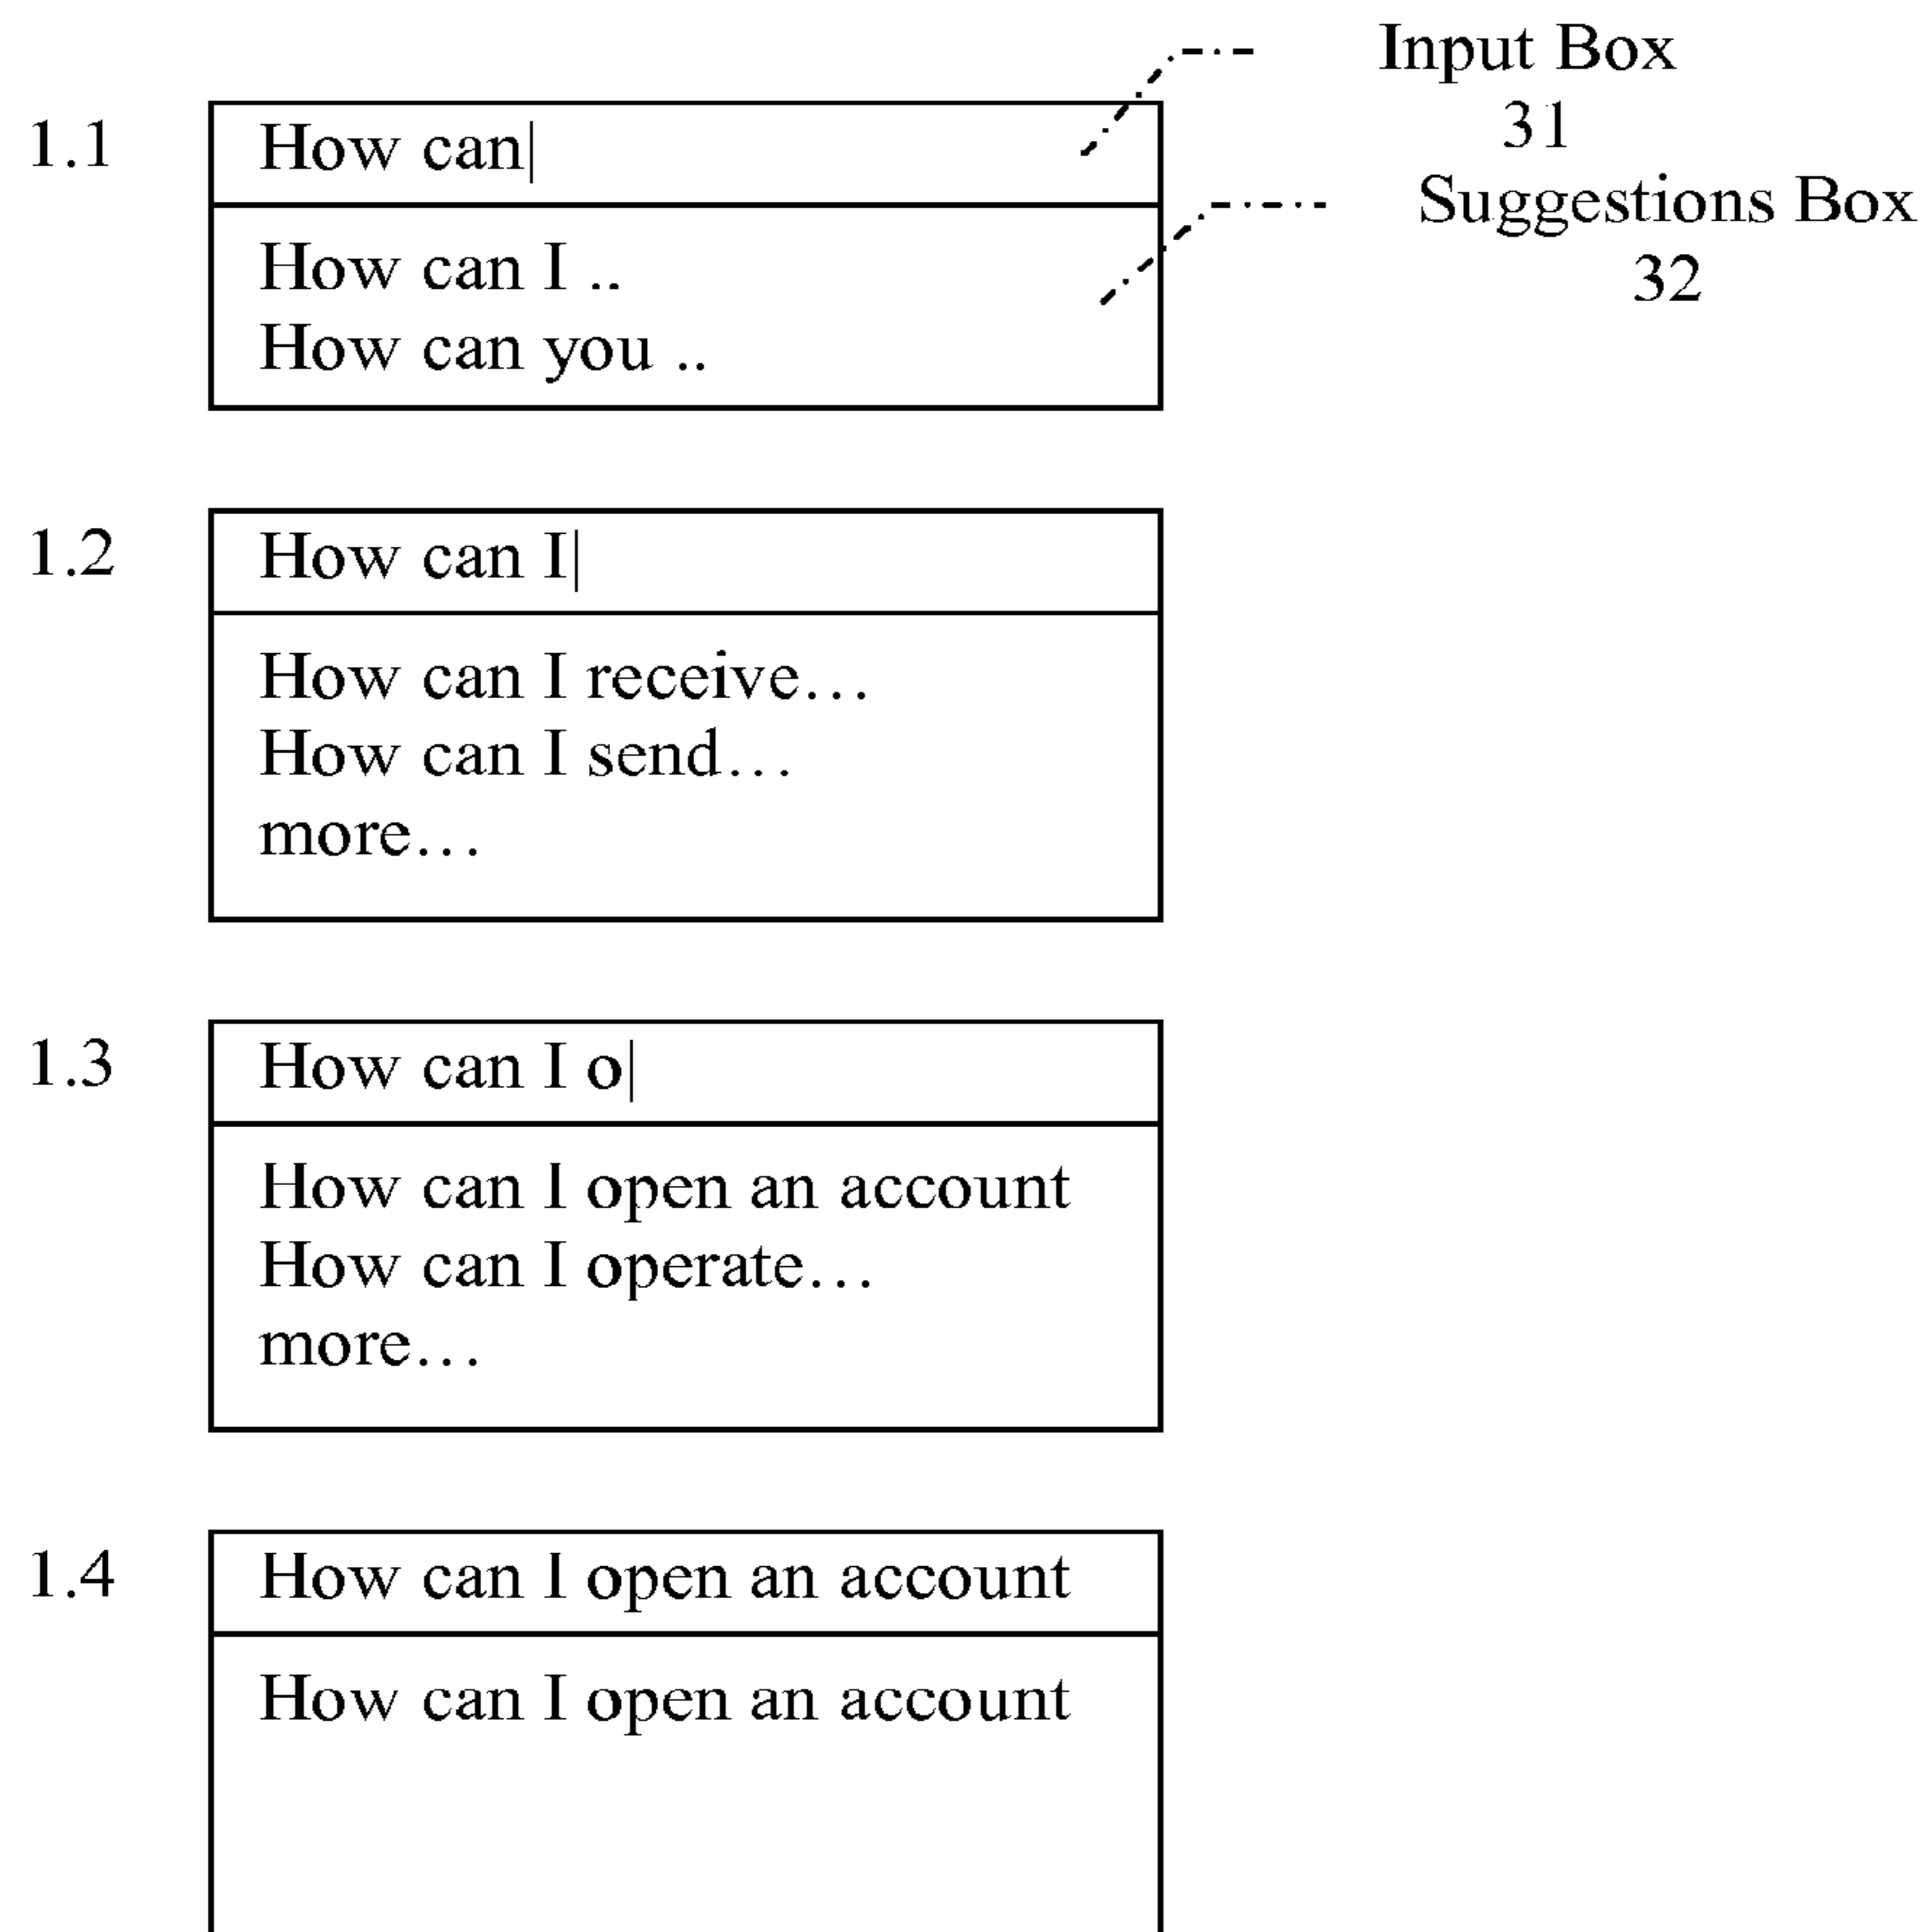 Input Box
31
1.1
How can|
Suggestions Box
32
How can I ..
How can you ..
1.2
How can I|
How can I receive…
How can I send…
more…
1.3
How can I o|
How can I open an account
How can I operate…
more…
1.4
How can I open an account
How can I open an account